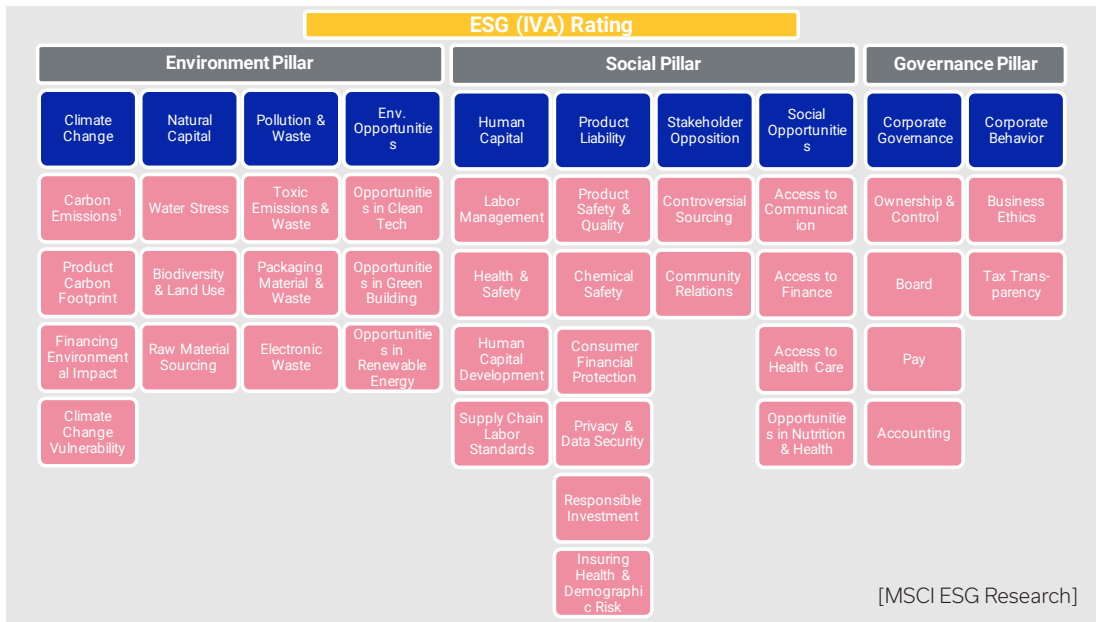 ESG (IVA) Rating
Environment Pillar
Social Pillar
Governance Pillar
Climate
Change
Natural
Capital
Pollution &
Waste
Env.
Opportunitie
s
Human
Capital
Product
Liability
Stakeholder
Opposition
Social
Opportunitie
s
Corporate
Governance
Corporate
Behavior
Carbon
Emissions¹
Water Stress
Toxic
Emissions &
Waste
Opportunitie
s in Clean
Tech
Labor
Management
Product
Safety &
Quality
Controversial
Sourcing
Access to
Communicat
ion
Ownership &
Control
Business
Ethics
Product
Carbon
Footprint
Biodiversity
& Land Use
Packaging
Material &
Waste
Opportunitie
s in Green
Building
Health &
Safety
Chemical
Safety
Community
Relations
Access to
Finance
Board
Tax Trans-
parency
Financing
Environment
al Impact
Raw Material
Sourcing
Electronic
Waste
Opportunitie
s in
Renewable
Energy
Human
Capital
Development
Consumer
Financial
Protection
Access to
Health Care
Pay
Climate
Change
Vulnerability
Supply Chain
Labor
Standards
Privacy &
Data Security
Opportunitie
s in Nutrition
& Health
Accounting
Responsible
Investment
Insuring
Health &
Demographi
c Risk
[MSCI ESG Research]